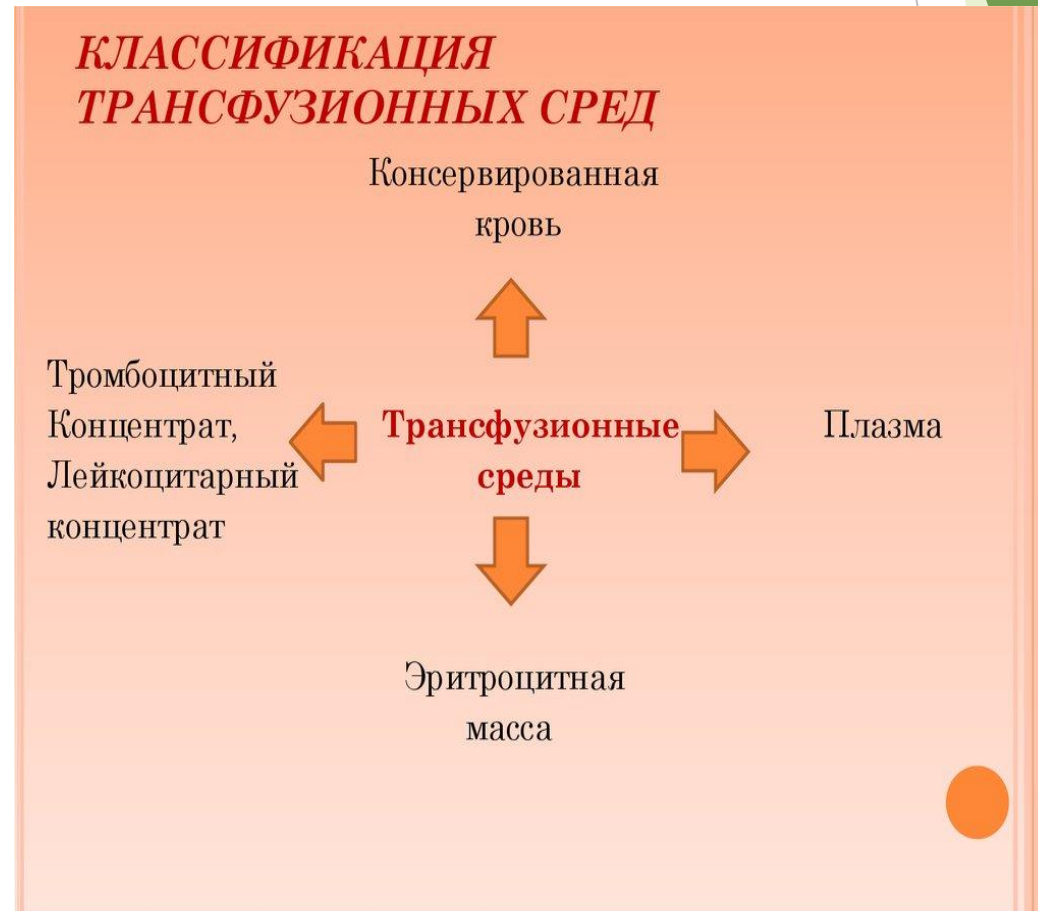 КЛАССИФИКАЦИЯ
ТРАНСФУЗИОННЫХ СРЕД
Консервированная
кровь
Тромбоцитный
Концентрат,
Лейкоцитарный
концентрат
Трансфузионные
среды
Плазма
Эритроцитная
масса